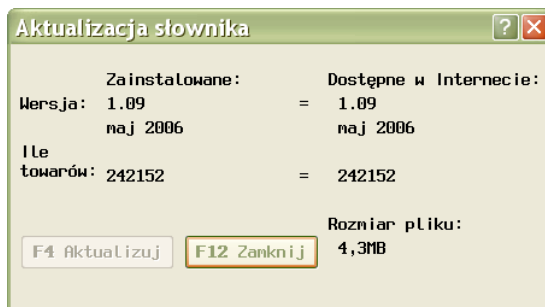 Aktualizacja słownika
Zainstalowane: Dostępne w Internecie:
Wersja: 1.09 = 1.09
maj 2006 maj 2006
Ile
towarów: 242152 = 242152
Rozmiar pliku:
F4 Aktualizuj F12 Zamknij 4,3MB